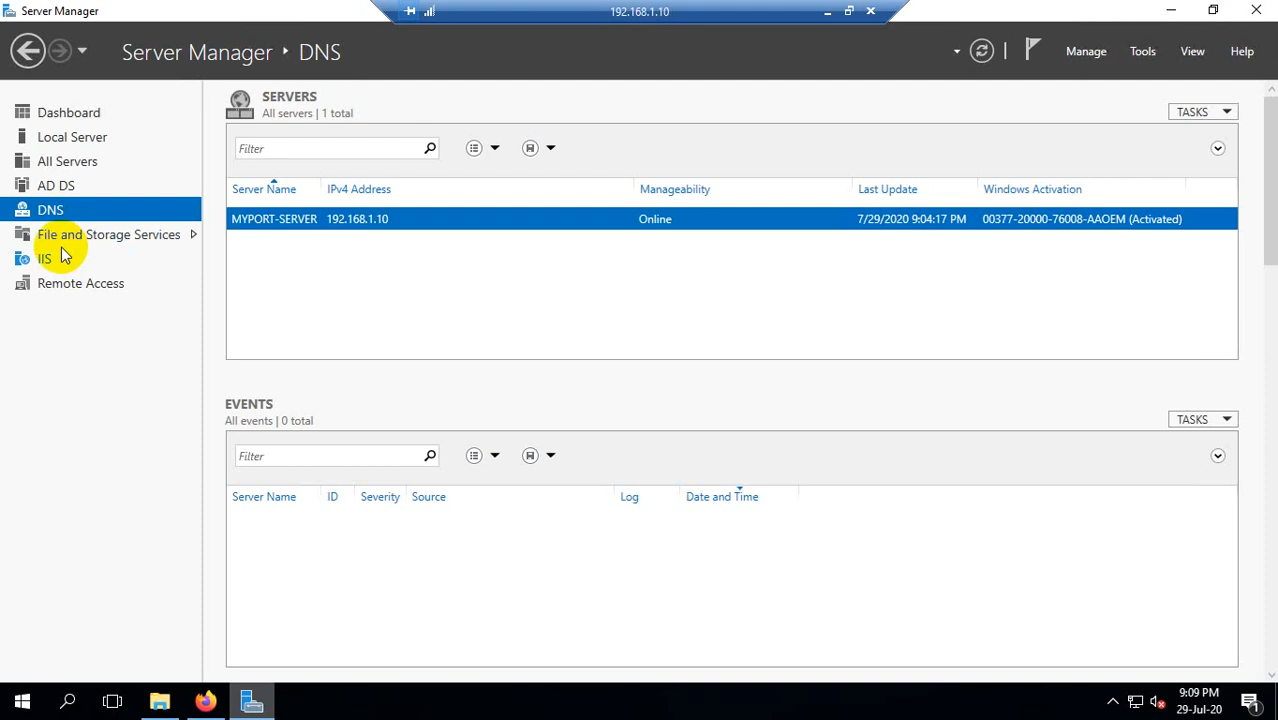 Server Manager
192.168.1.10
Server Manager DNS
Manage Tools View Help
Dashboard
Local Server
All Servers
AD DS
DNS
File and Storage Services
IIS
Remote Access
SERVERS
All servers | 1 total
TASKS
Filter
Server Name IPv4 Address Manageability Last Update Windows Activation
MYPORT-SERVER 192.168.1.10 Online 7/29/2020 9:04:17 PM 00377-20000-76008-AAOEM (Activated)
EVENTS
All events | 0 total
TASKS
Filter
Server Name ID Severity Source Log Date and Time
9:09 PM
29-Jul-20
1